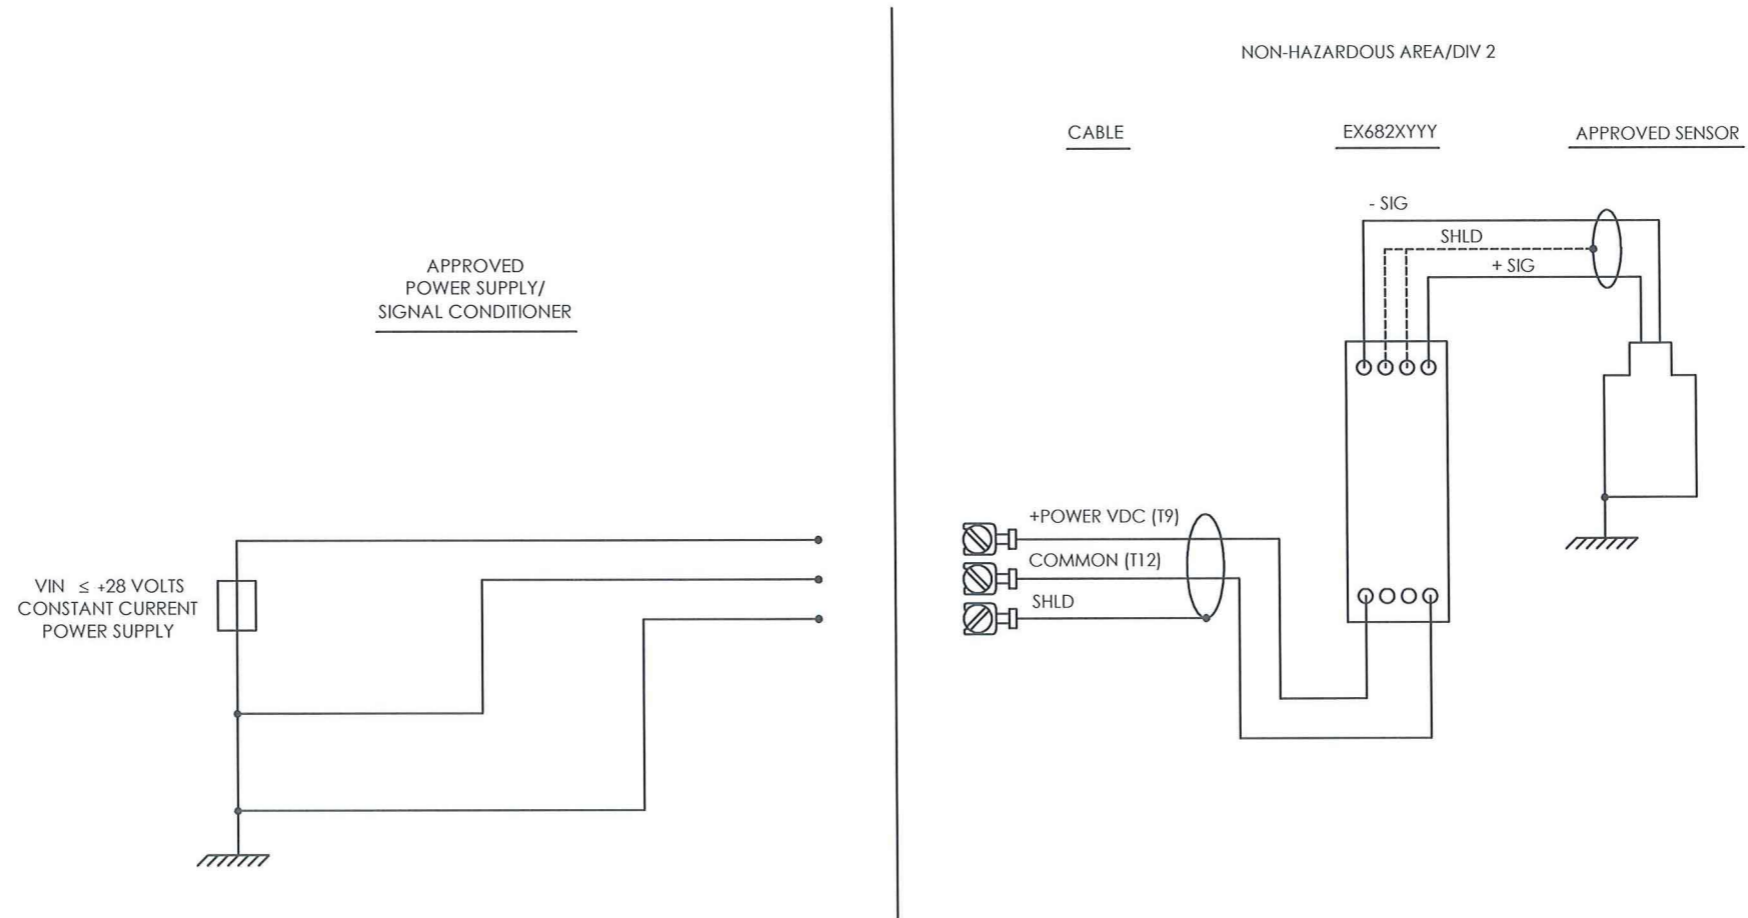 NON-HAZARDOUS AREA/DIV 2
CABLE
EX682XYYY
APPROVED SENSOR
- SIG
SHLD
+ SIG
APPROVED
POWER SUPPLY/
SIGNAL CONDITIONER
+POWER VDC (T9)
COMMON (T12)
SHLD
VIN ≤ +28 VOLTS
CONSTANT CURRENT
POWER SUPPLY